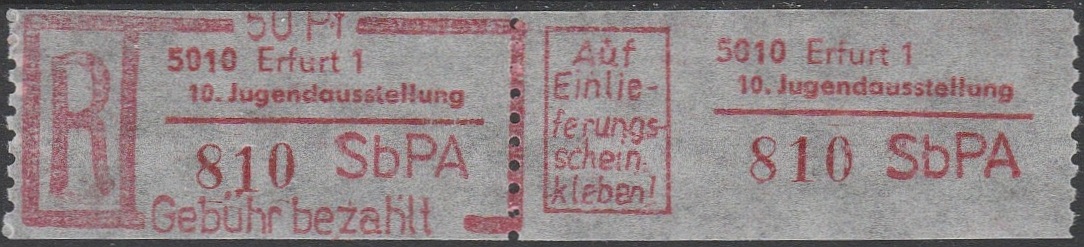 50 Pf
R
5010 Erfurt 1
10. Jugendausstellung
810 SbPA
Gebühr bezahlt
Auf
Einlie-
ferungs-
schein
kleben!
5010 Erfurt 1
10. Jugendausstellung
810 SbPA